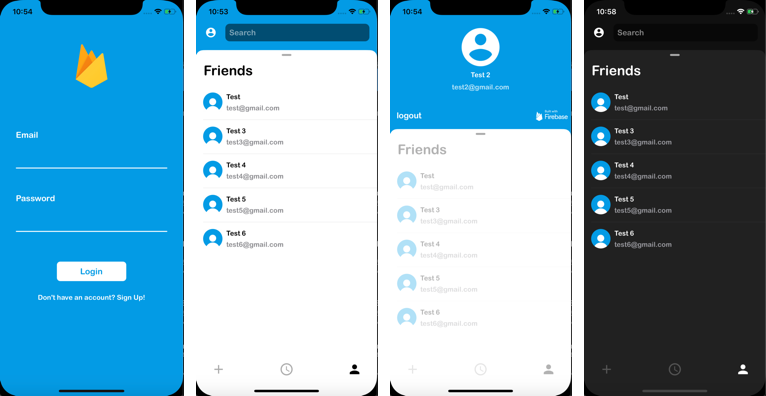 10:54
Email
Password
Login
Don't have an account? Sign Up!
10:53
Search
Friends
Test
test@gmail.com
Test 3
test3@gmail.com
Test 4
test4@gmail.com
Test 5
test5@gmail.com
Test 6
test6@gmail.com
10:54
Test 2
test2@gmail.com
logout
Built with
Firebase
Friends
Test
test@gmail.com
Test 3
test3@gmail.com
Test 4
test4@gmail.com
Test 5
test5@gmail.com
Test 6
test6@gmail.com
10:58
Search
Friends
Test
test@gmail.com
Test 3
test3@gmail.com
Test 4
test4@gmail.com
Test 5
test5@gmail.com
Test 6
test6@gmail.com